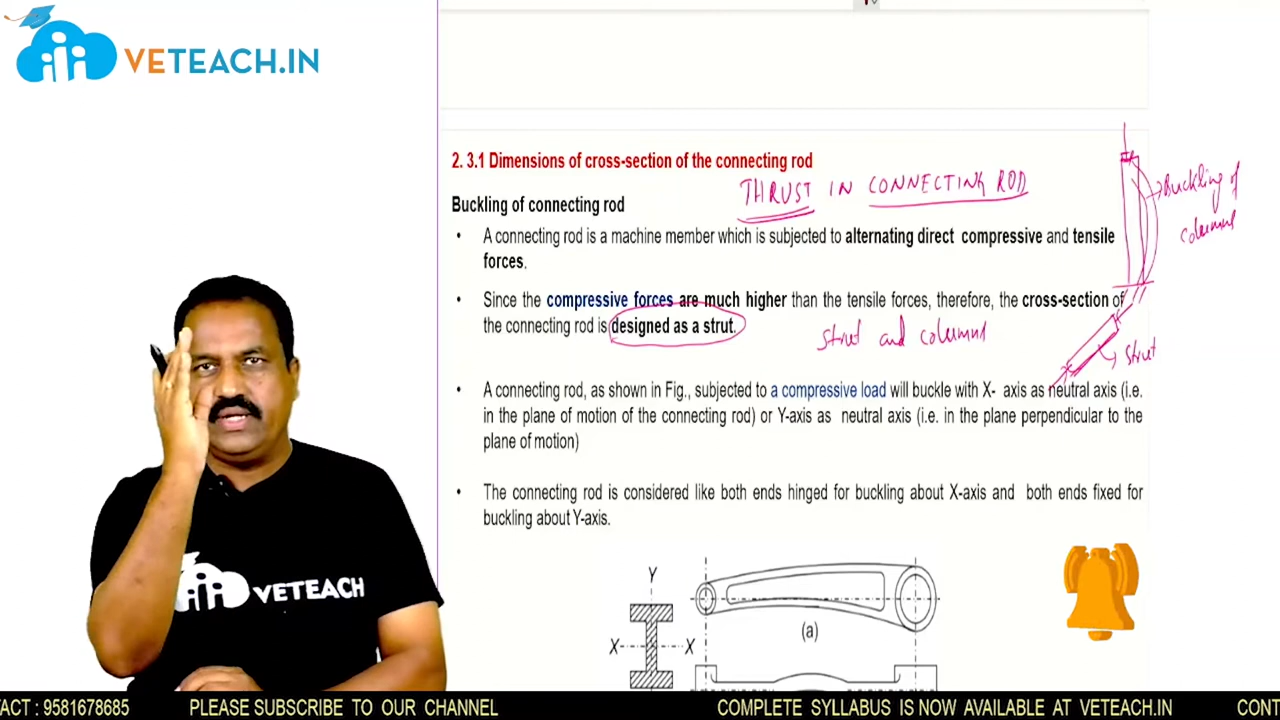 VETEACH.IN
2. 3.1 Dimensions of cross-section of the connecting rod
THRUST IN CONNECTING ROD
Buckling of connecting rod
• A connecting rod is a machine member which is subjected to alternating direct compressive and tensile
forces.
Buckling of
columns
• Since the compressive forces are much higher than the tensile forces, therefore, the cross-section of
the connecting rod is designed as a strut.
Strut and columns
Strut
• A connecting rod, as shown in Fig., subjected to a compressive load will buckle with X- axis as neutral axis (i.e.
in the plane of motion of the connecting rod) or Y-axis as neutral axis (i.e. in the plane perpendicular to the
plane of motion)
• The connecting rod is considered like both ends hinged for buckling about X-axis and both ends fixed for
buckling about Y-axis.
Y
X X
(a)
VETEACH
TACT : 9581678685 PLEASE SUBSCRIBE TO OUR CHANNEL COMPLETE SYLLABUS IS NOW AVAILABLE AT VETEACH.IN CONT